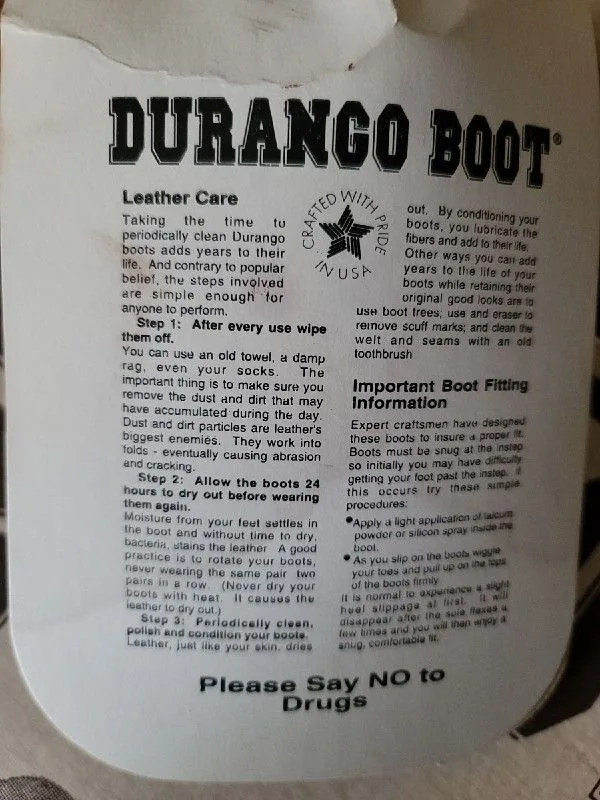 DURANGO BOOT®
Leather Care
Taking the time to
periodically clean Durango
boots adds years to their
life. And contrary to popular
belief, the steps involved
are simple enough for
anyone to perform.
Step 1: After every use wipe
them off.
You can use an old towel, a damp
rag, even your socks. The
important thing is to make sure you
remove the dust and dirt that may
have accumulated during the day.
Dust and dirt particles are leather's
biggest enemies. They work into
folds - eventually causing abrasion
and cracking.
Step 2: Allow the boots 24
hours to dry out before wearing
them again.
Moisture from your feet settles in
the boot and without time to dry,
bacteria, stains the leather A good
practice is to rotate your boots,
never wearing the same pair two
pairs in a row. (Never dry your
boots with heat. It causes the
leather to dry out.)
Step 3: Periodically clean,
polish and condition your boots.
Leather, just like your skin, dries
CRAFTED WITH PRIDE
IN USA
out. By conditioning your
boots, you lubricate the
fibers and add to their life.
Other ways you can add
years to the life of your
boots while retaining their
original good looks are to
use boot trees; use and eraser to
remove scuff marks; and clean the
welt and seams with an old
toothbrush
Important Boot Fitting
Information
Expert craftsmen have designed
these boots to insure a proper fit.
Boots must be snug at the instep
so initially you may have difficulty
getting your foot past the instep. If
this occurs try these simple
procedures:
•Apply a light application of talcum
powder or silicon spray inside the
boot.
• As you slip on the boots wiggle
your toes and pull up on the tops
of the boots firmly
It is normal to experience a slight
heel slippage at first. It will
disappear after the sole flexes a
few times and you will then enjoy a
snug, comfortable fit.
Please Say NO to
Drugs